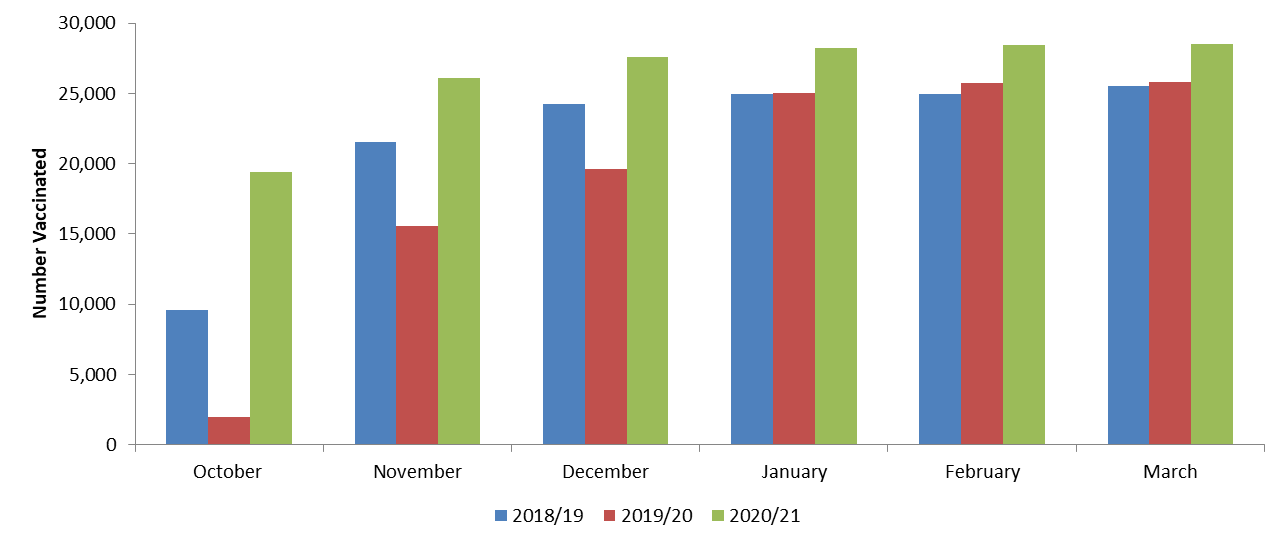 30,000
25,000
20,000
15,000
10,000
5,000
0
Number Vaccinated
October November December January February March
2018/19 2019/20 2020/21